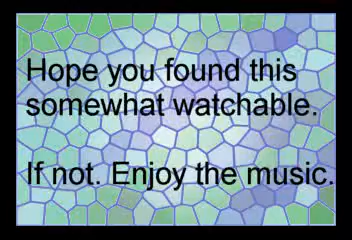 Hope you found this
somewhat watchable.
If not. Enjoy the music.